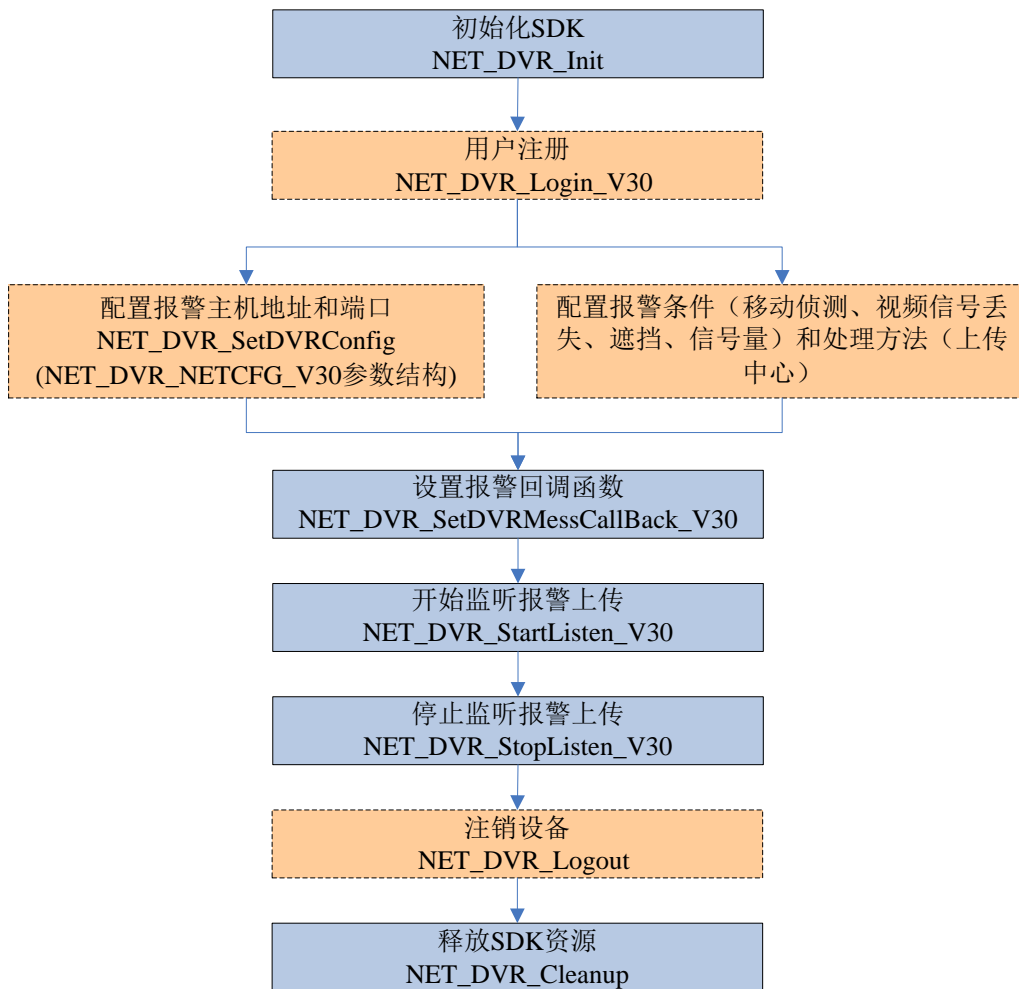 初始化SDK
NET_DVR_Init
用户注册
NET_DVR_Login_V30
配置报警主机地址和端口
NET_DVR_SetDVRConfig
(NET_DVR_NETCFG_V30参数结构)
配置报警条件（移动侦测、视频信号丢
失、遮挡、信号量）和处理方法（上传
中心）
设置报警回调函数
NET_DVR_SetDVRMessCallBack_V30
开始监听报警上传
NET_DVR_StartListen_V30
停止监听报警上传
NET_DVR_StopListen_V30
注销设备
NET_DVR_Logout
释放SDK资源
NET_DVR_Cleanup